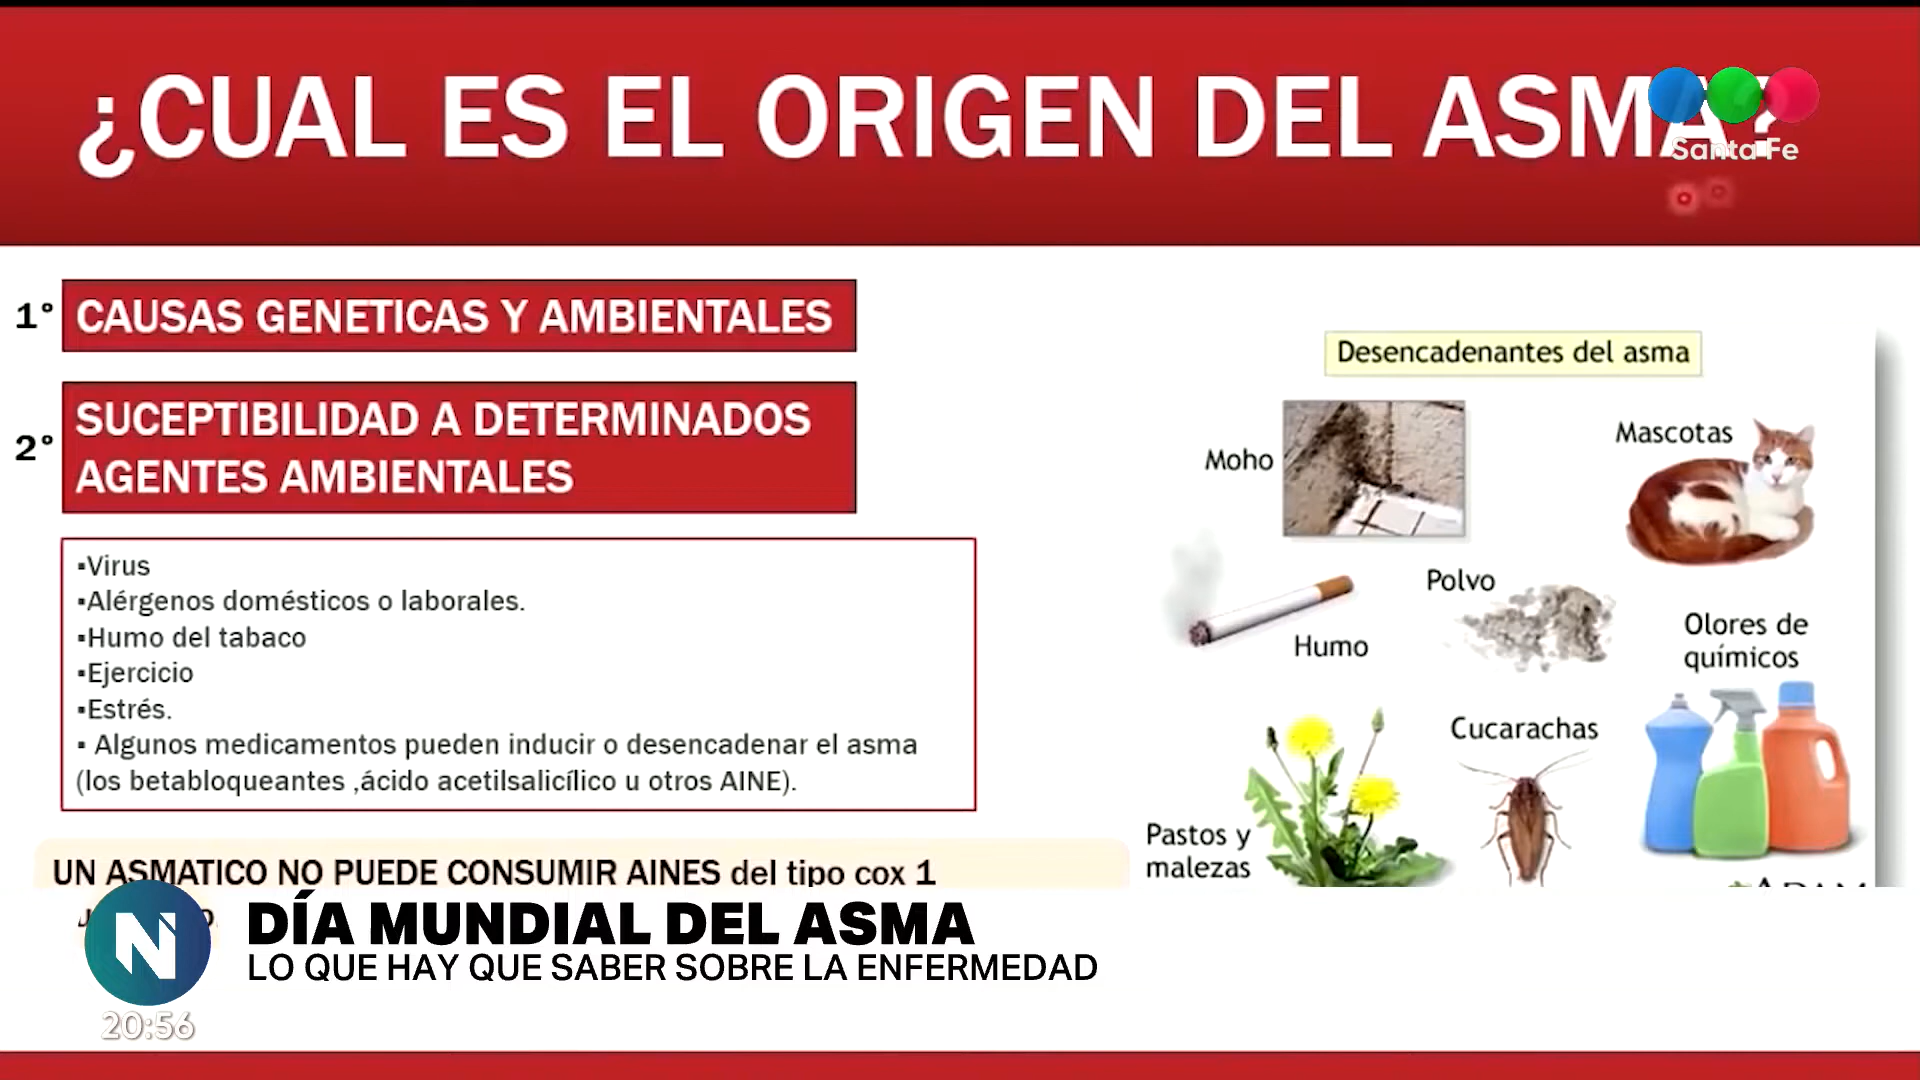 ¿CUAL ES EL ORIGEN DEL ASMA?
Santa Fe
1° CAUSAS GENETICAS Y AMBIENTALES
2° SUCEPTIBILIDAD A DETERMINADOS
AGENTES AMBIENTALES
▪Virus
▪Alérgenos domésticos o laborales.
▪Humo del tabaco
▪Ejercicio
▪Estrés.
▪ Algunos medicamentos pueden inducir o desencadenar el asma
(los betabloqueantes ,ácido acetilsalicílico u otros AINE).
UN ASMATICO NO PUEDE CONSUMIR AINES del tipo cox 1
Desencadenantes del asma
Moho
Mascotas
Polvo
Humo
Olores de
químicos
Cucarachas
Pastos y
malezas
N
DÍA MUNDIAL DEL ASMA
LO QUE HAY QUE SABER SOBRE LA ENFERMEDAD
20:56